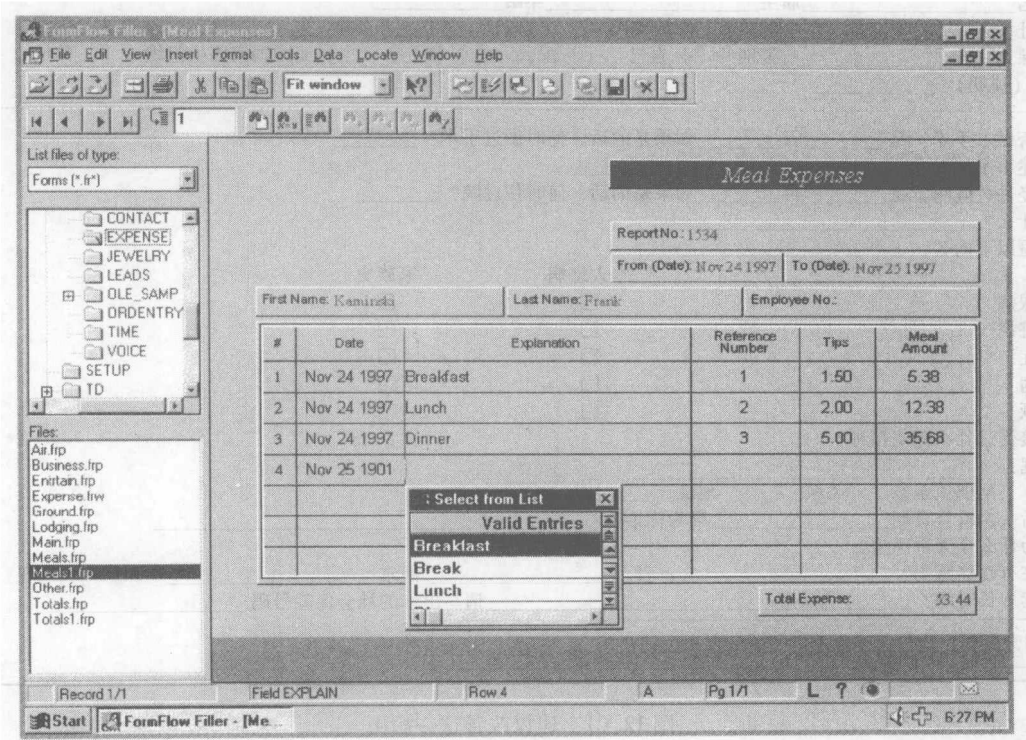 FormFlow Filler - [Meal Expenses]
File Edit View Insert Format Tools Data Locate Window Help
Fit window
1
List files of type:
Forms (*.fr*)
CONTACT
EXPENSE
JEWELRY
LEADS
OLE_SAMP
ORDENTRY
TIME
VOICE
SETUP
TD
Files:
Air.frp
Business.frp
Enirtain.frp
Expense.frw
Ground.frp
Lodging.frp
Main.frp
Meals.frp
Meals1.frp
Other.frp
Totals.frp
Totals1.frp
Meal Expenses
Report No.: 1534
From (Date): Nov 24 1997 To (Date): Nov 25 1997
First Name: Kaminski Last Name: Frank Employee No.:
# Date Explanation Reference Number Tips Meal Amount
1 Nov 24 1997 Breakfast 1 1.50 5.38
2 Nov 24 1997 Lunch 2 2.00 12.38
3 Nov 24 1997 Dinner 3 5.00 35.68
4 Nov 25 1901
: Select from List
Valid Entries
Breakfast
Break
Lunch
Total Expense: 53.44
Record 1/1 Field EXPLAIN Row 4 A Pg 1/1 L ?
Start FormFlow Filler - [Me... 6:27 PM